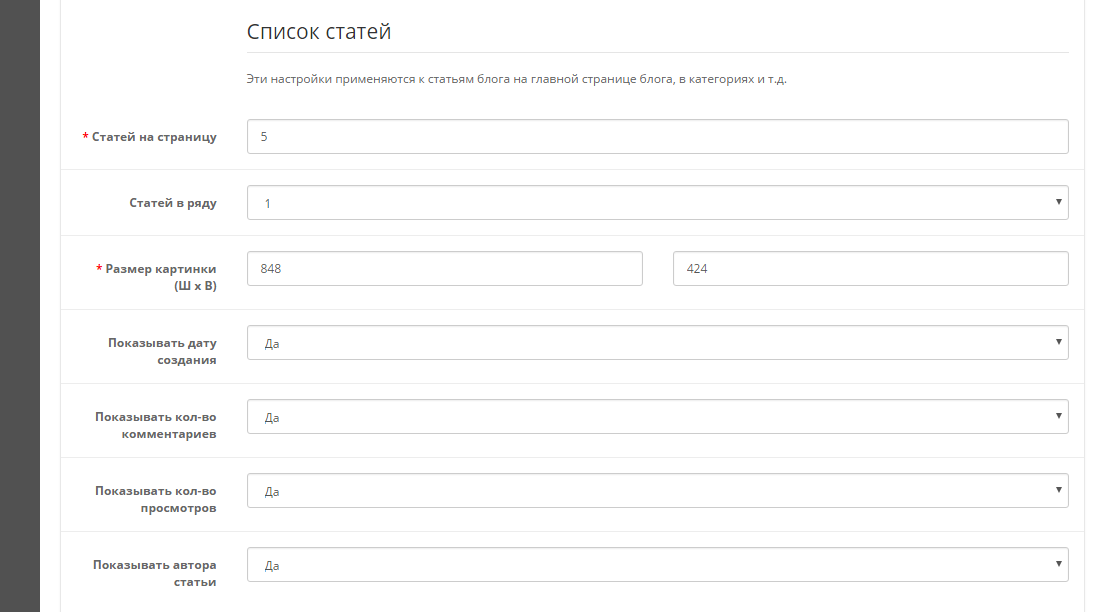 Список статей
Эти настройки применяются к статьям блога на главной странице блога, в категориях и т.д.
* Статей на страницу
5
Статей в ряду
1
* Размер картинки
(Ш х В)
848
424
Показывать дату
создания
Да
Показывать кол-во
комментариев
Да
Показывать кол-во
просмотров
Да
Показывать автора
статьи
Да